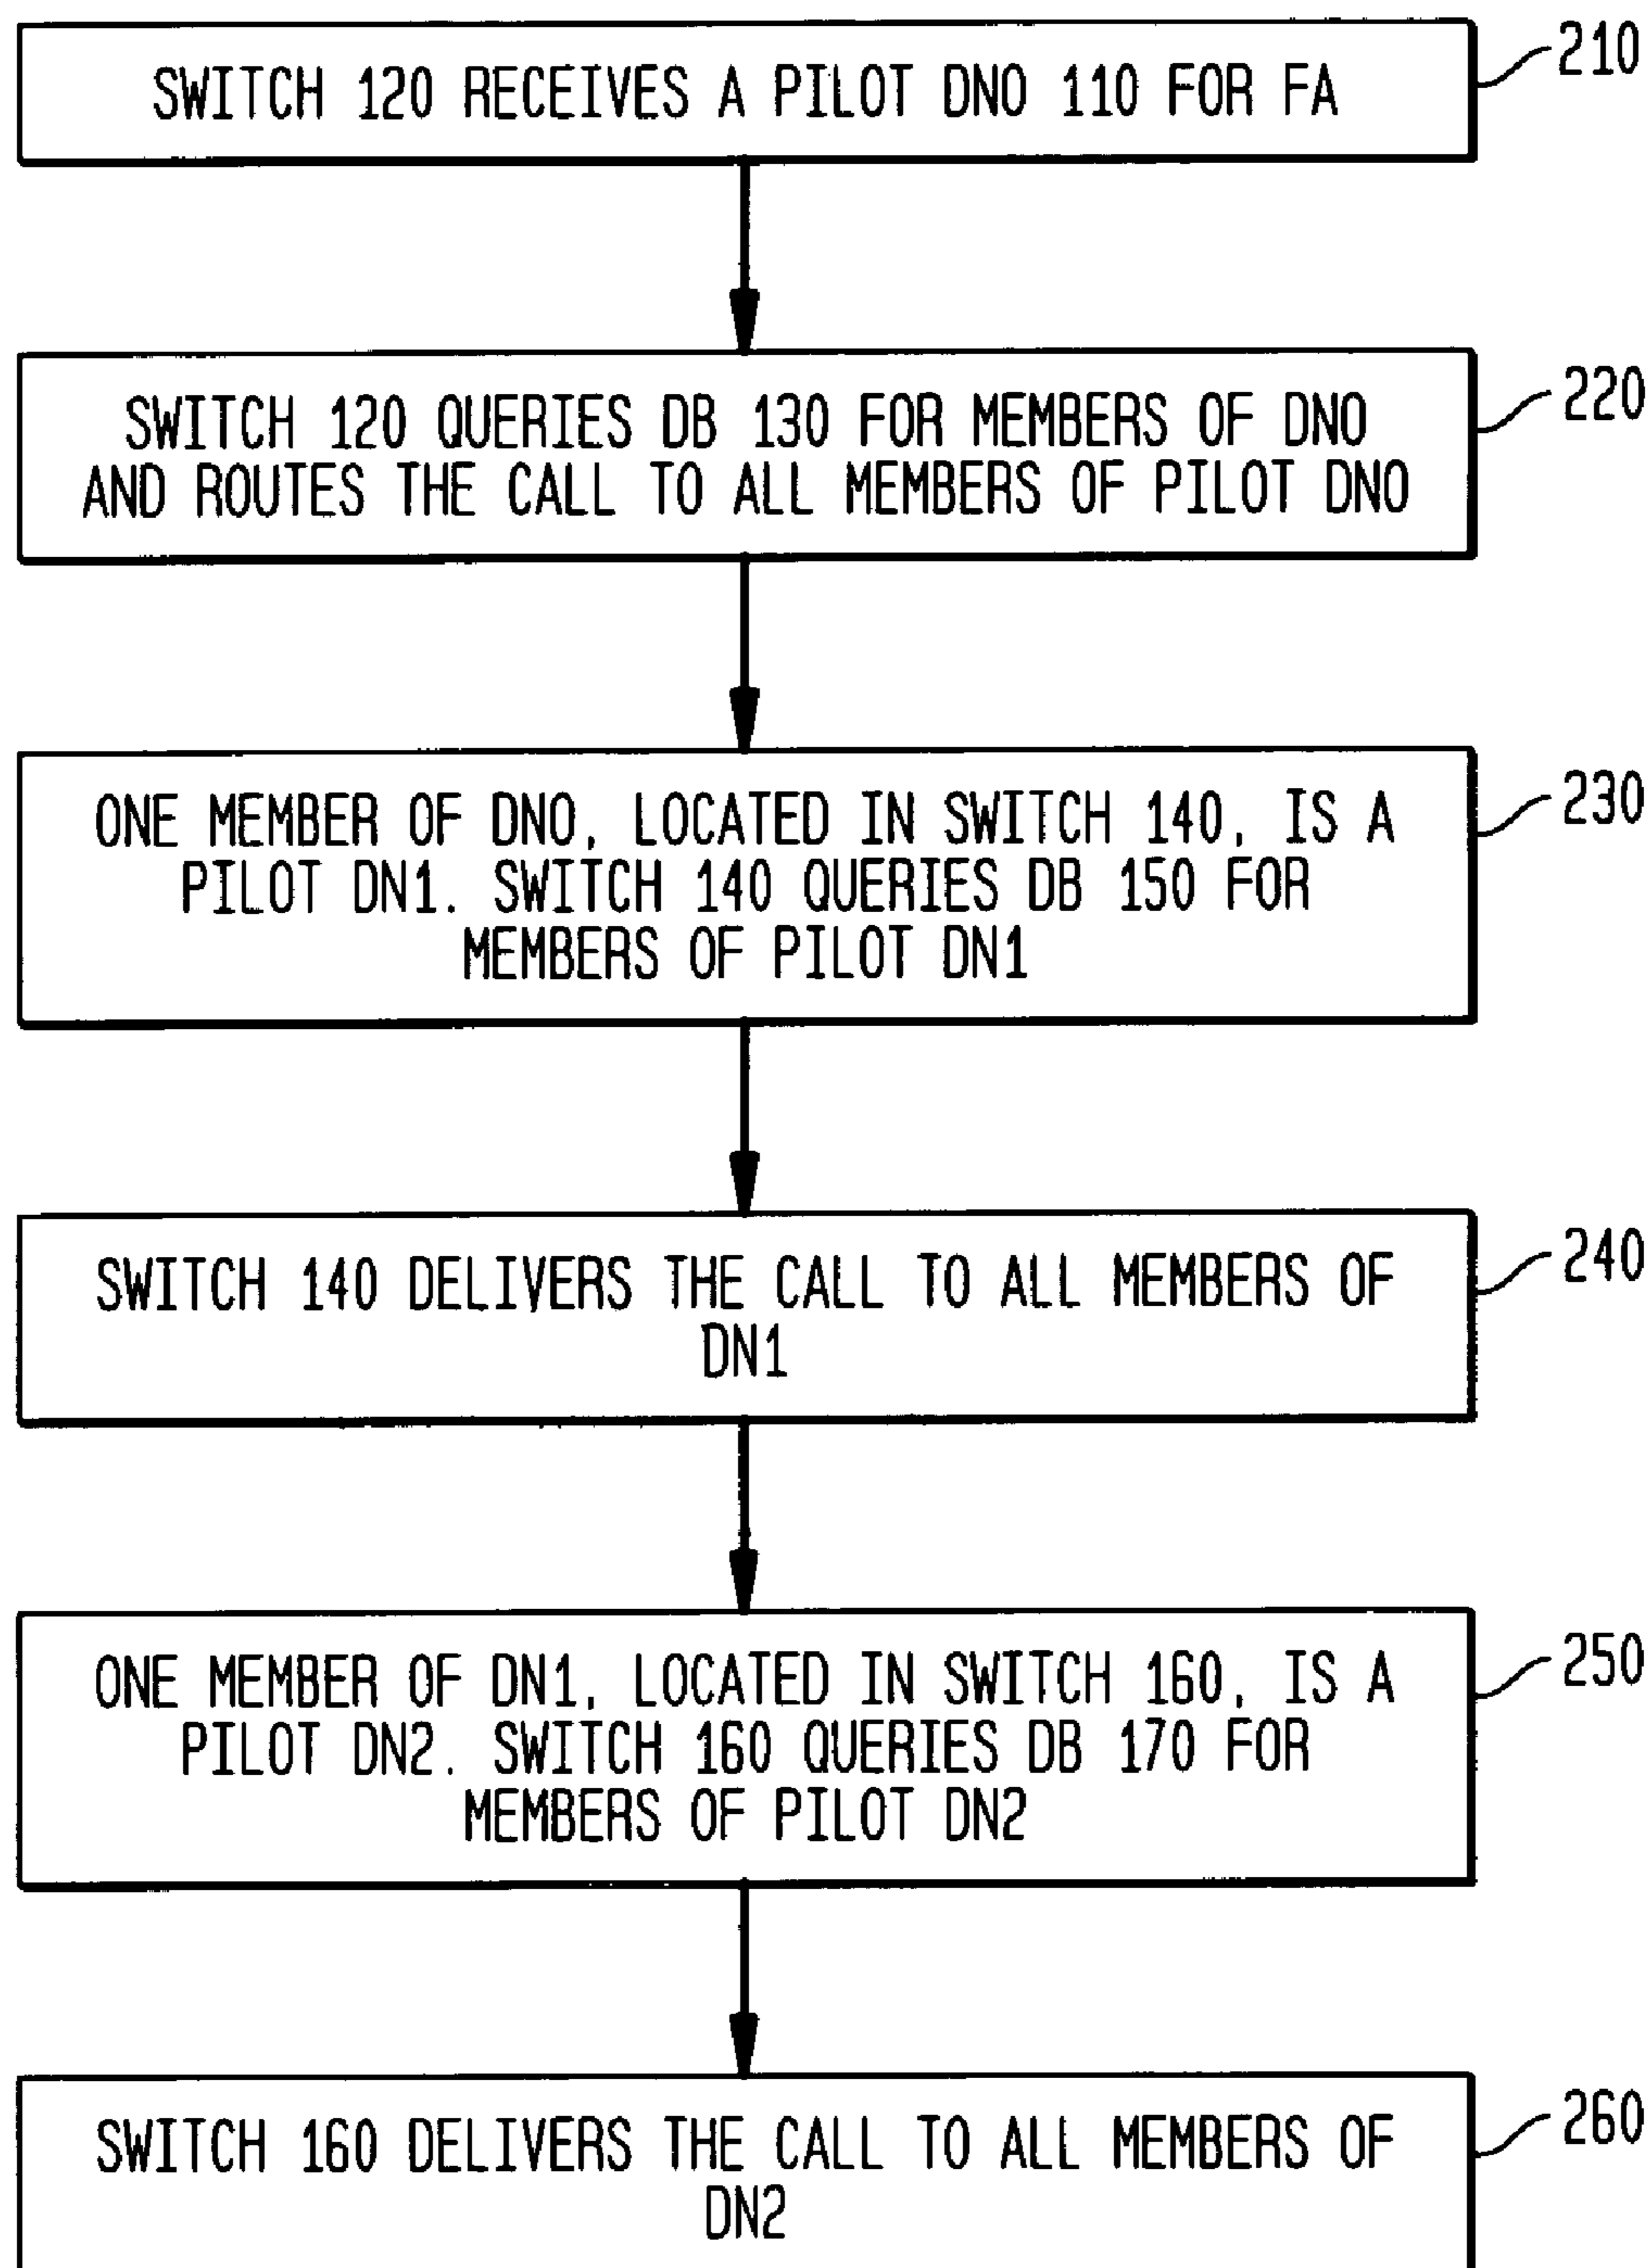 SWITCH 120 RECEIVES A PILOT DN0 110 FOR FA
210
SWITCH 120 QUERIES DB 130 FOR MEMBERS OF DN0
AND ROUTES THE CALL TO ALL MEMBERS OF PILOT DN0
220
ONE MEMBER OF DN0, LOCATED IN SWITCH 140, IS A
PILOT DN1. SWITCH 140 QUERIES DB 150 FOR
MEMBERS OF PILOT DN1
230
SWITCH 140 DELIVERS THE CALL TO ALL MEMBERS OF
DN1
240
ONE MEMBER OF DN1, LOCATED IN SWITCH 160, IS A
PILOT DN2. SWITCH 160 QUERIES DB 170 FOR
MEMBERS OF PILOT DN2
250
SWITCH 160 DELIVERS THE CALL TO ALL MEMBERS OF
DN2
260